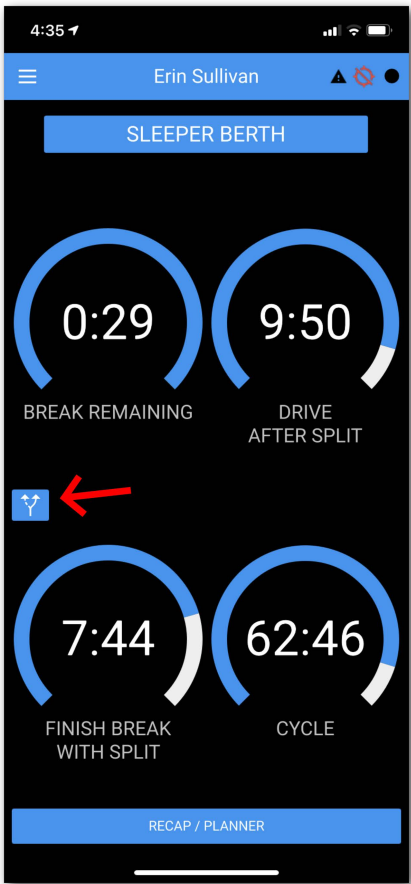 4:35
Erin Sullivan
SLEEPER BERTH
0:29
9:50
BREAK REMAINING
DRIVE
AFTER SPLIT
7:44
62:46
FINISH BREAK
WITH SPLIT
CYCLE
RECAP / PLANNER